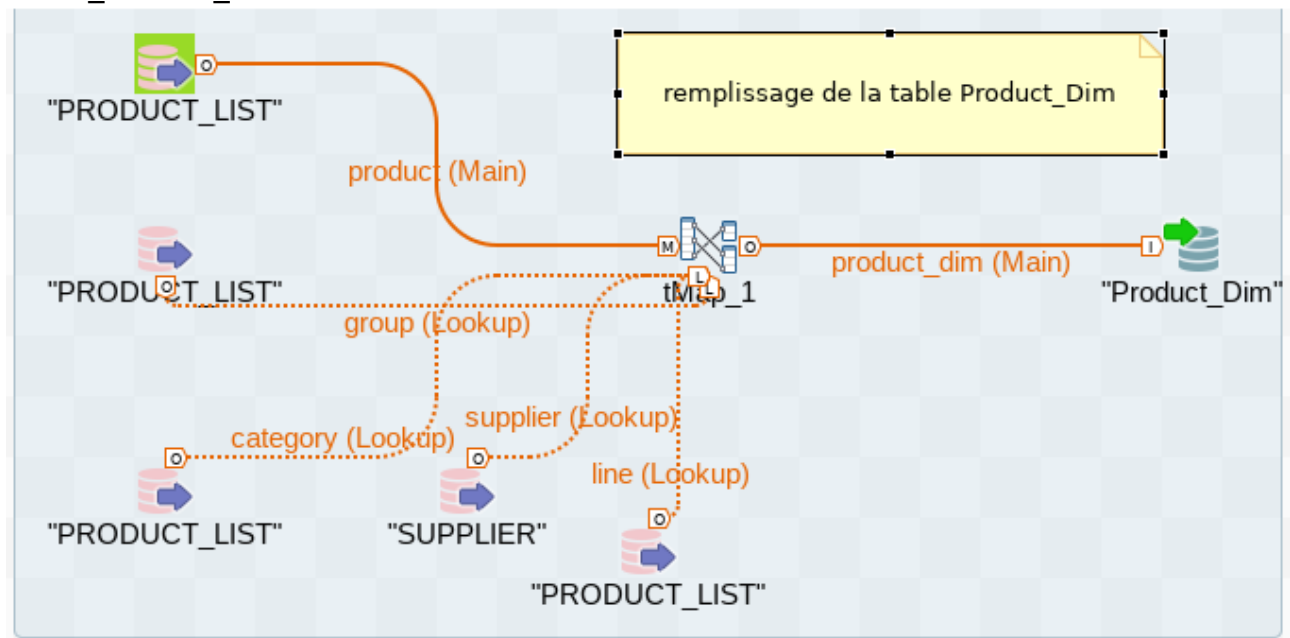 "PRODUCT_LIST"
remplissage de la table Product_Dim
product (Main)
"PRODUCT_LIST"
tMap_1
product_dim (Main)
"Product_Dim"
group (Lookup)
category (Lookup)
supplier (Lookup)
line (Lookup)
"PRODUCT_LIST"
"SUPPLIER"
"PRODUCT_LIST"
O
M
O
I
O
L
L
O
O
O